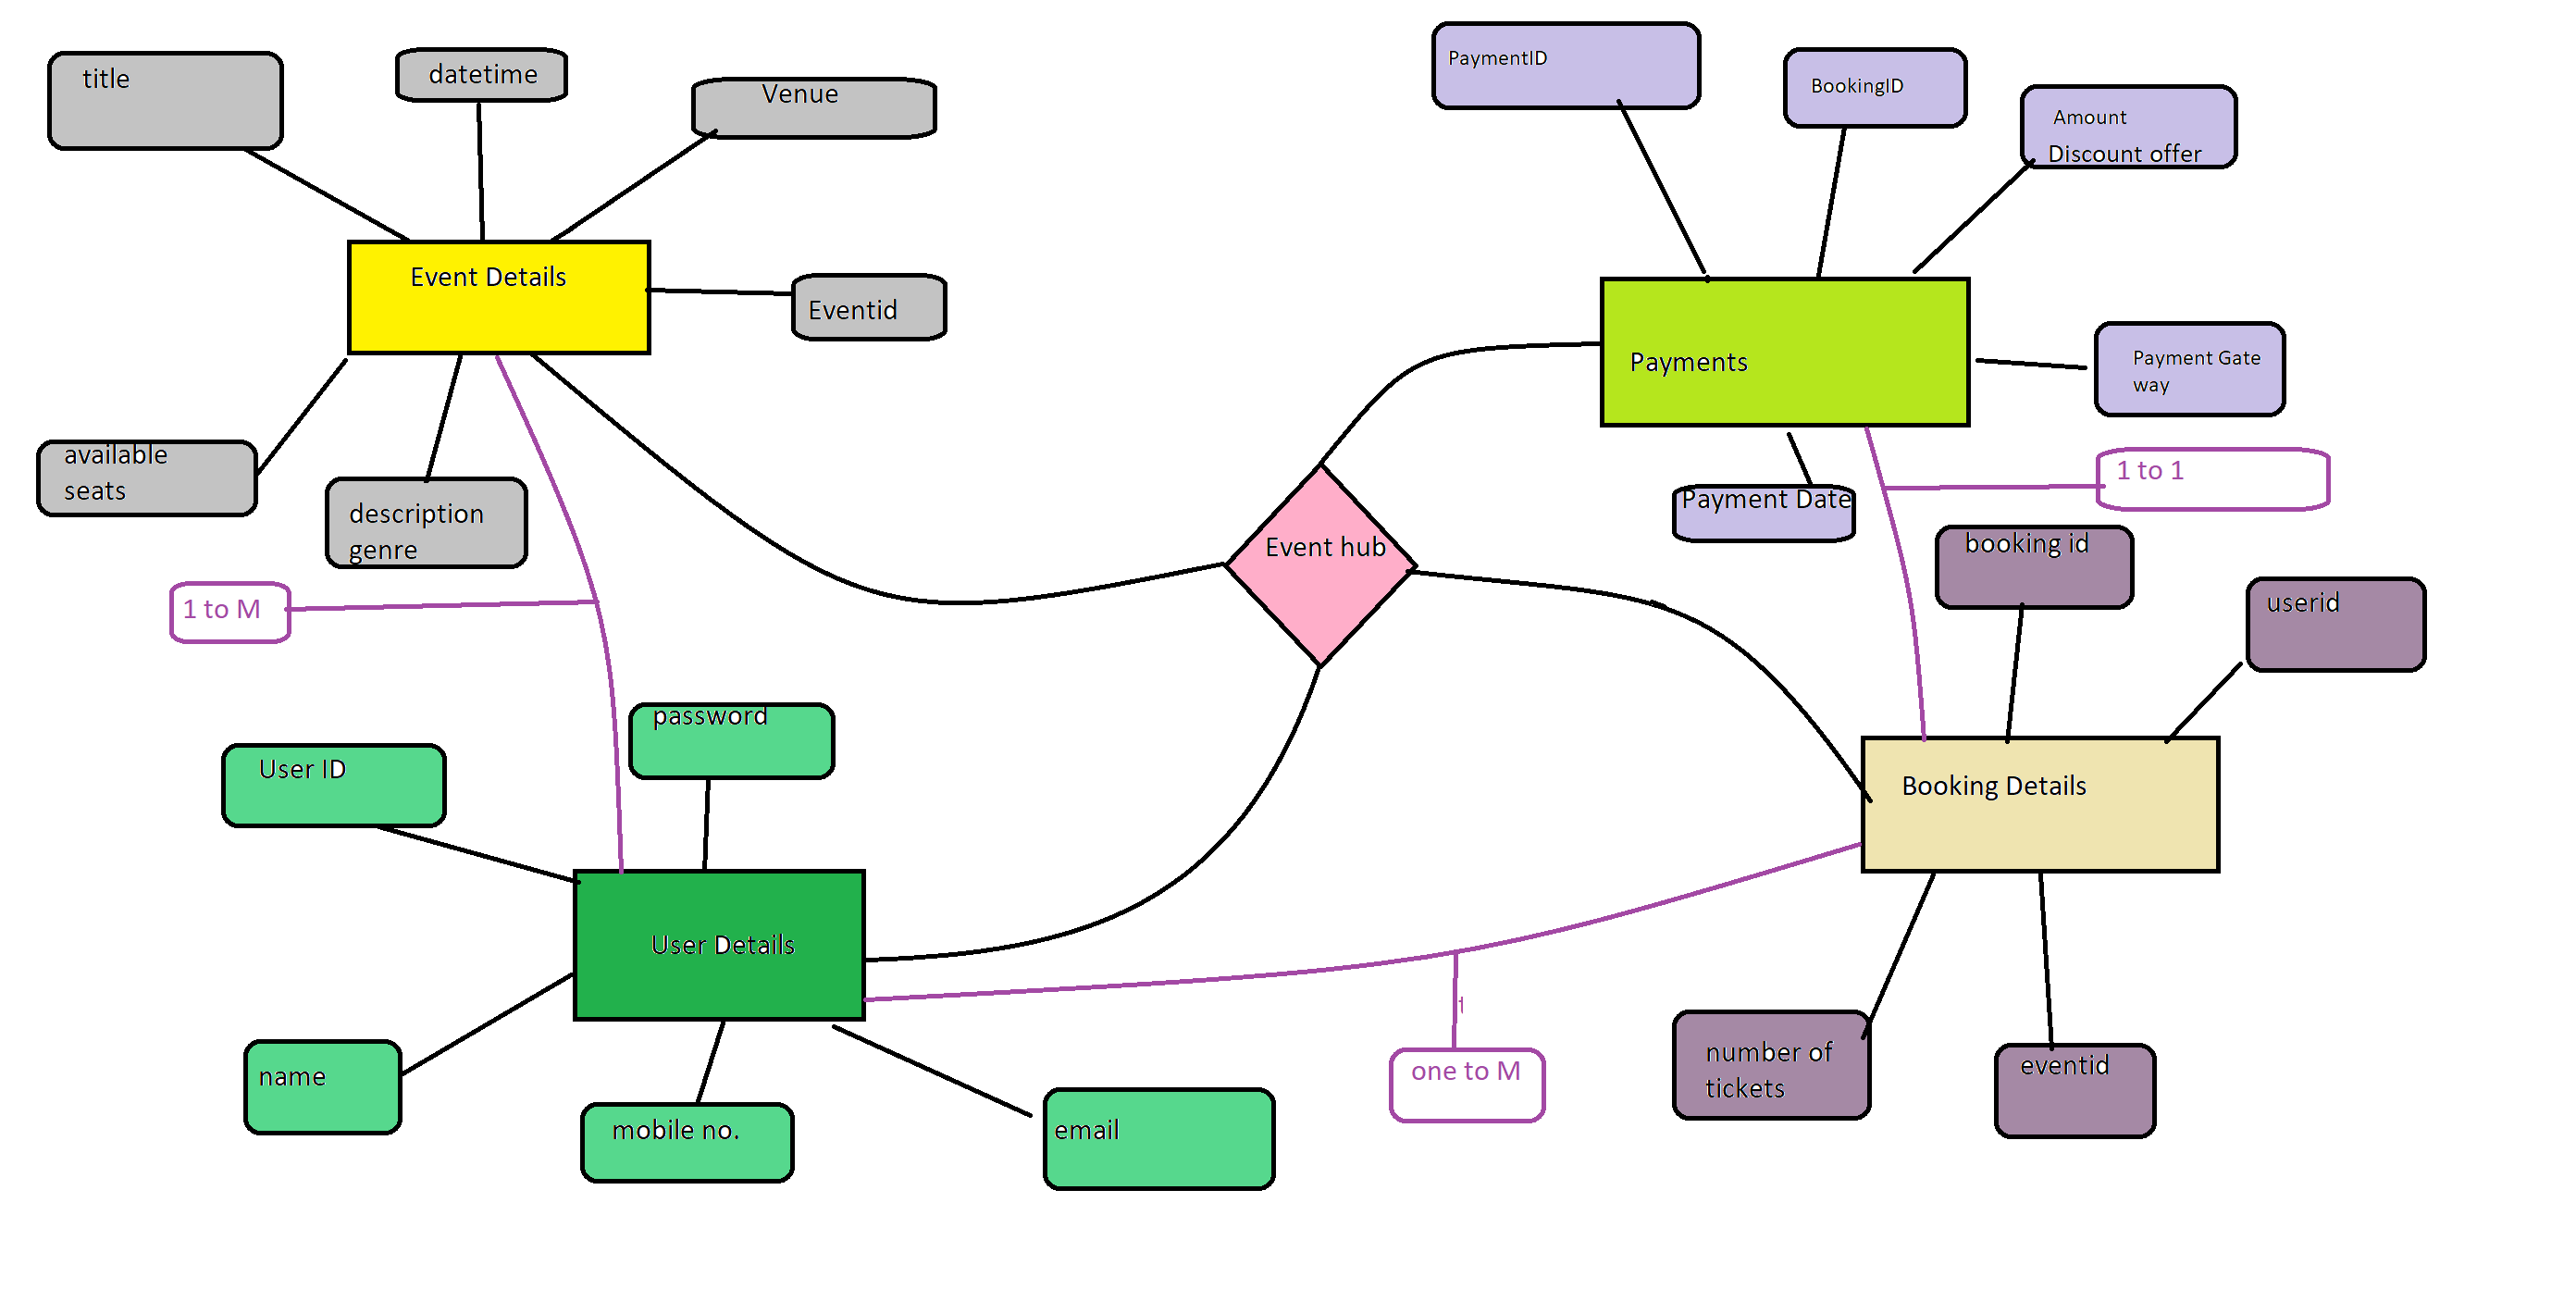 title
datetime
Venue
Event Details
Eventid
available
seats
description
genre
1 to M
PaymentID
BookingID
Amount
Discount offer
Payments
Payment Gate
way
Payment Date
1 to 1
Event hub
booking id
userid
Booking Details
number of
tickets
eventid
password
User ID
User Details
name
mobile no.
email
t
one to M